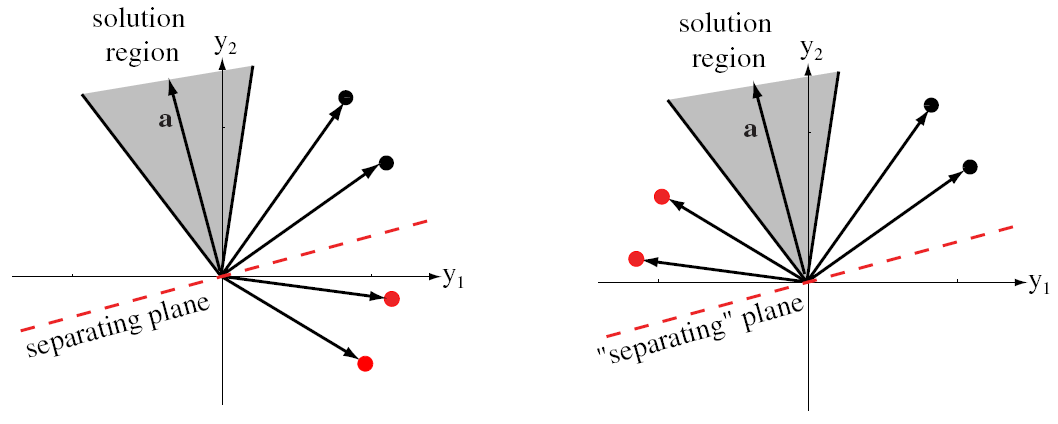 solution
region
y₂
a
y₁
separating plane
solution
region
y₂
a
y₁
"separating" plane